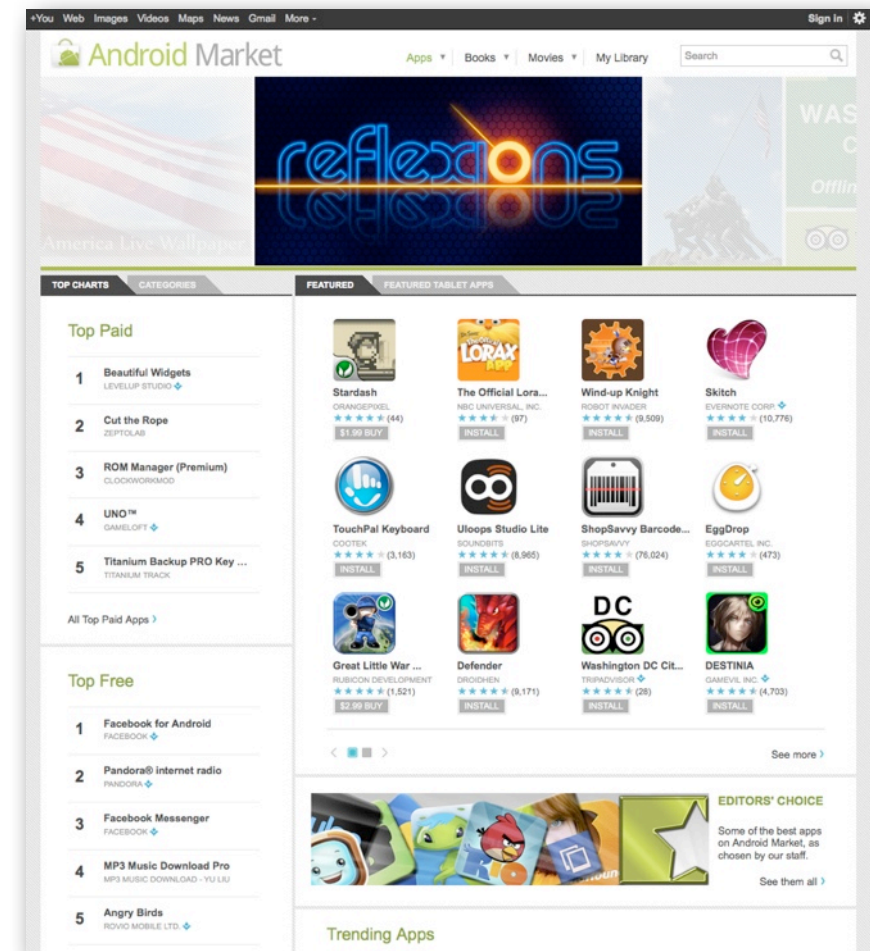 +You Web Images Videos Maps News Gmail More -
Sign in
Android Market
Apps
Books
Movies
My Library
Search
America Live Wallpaper
reflexions
WAS
C
Offlin
TOP CHARTS
CATEGORIES
Top Paid
1
Beautiful Widgets
LEVELUP STUDIO
2
Cut the Rope
ZEPTOLAB
3
ROM Manager (Premium)
CLOCKWORKMOD
4
UNO™
GAMELOFT
5
Titanium Backup PRO Key ...
TITANIUM TRACK
All Top Paid Apps ›
Top Free
1
Facebook for Android
FACEBOOK
2
Pandora® internet radio
PANDORA
3
Facebook Messenger
FACEBOOK
4
MP3 Music Download Pro
MP3 MUSIC DOWNLOAD - YU LIU
5
Angry Birds
ROVIO MOBILE LTD.
FEATURED
FEATURED TABLET APPS
Stardash
ORANGEPIXEL
(44)
$1.99 BUY
LORAX
APP
The Official Lora...
NBC UNIVERSAL, INC.
(97)
INSTALL
Wind-up Knight
ROBOT INVADER
(9,509)
INSTALL
Skitch
EVERNOTE CORP.
(10,776)
INSTALL
TouchPal Keyboard
COOTEK
(3,163)
INSTALL
Uloops Studio Lite
SOUNDBITS
(8,965)
INSTALL
ShopSavvy Barcode...
SHOPSAVVY
(76,024)
INSTALL
EggDrop
EGGCARTEL INC.
(473)
INSTALL
Great Little War ...
RUBICON DEVELOPMENT
(1,521)
$2.99 BUY
Defender
DROIDHEN
(9,171)
INSTALL
DC
Washington DC Cit...
TRIPADVISOR
(28)
INSTALL
DESTINIA
GAMEVIL INC.
(4,703)
INSTALL
See more ›
EDITORS' CHOICE
Some of the best apps
on Android Market, as
chosen by our staff.
See them all ›
Trending Apps